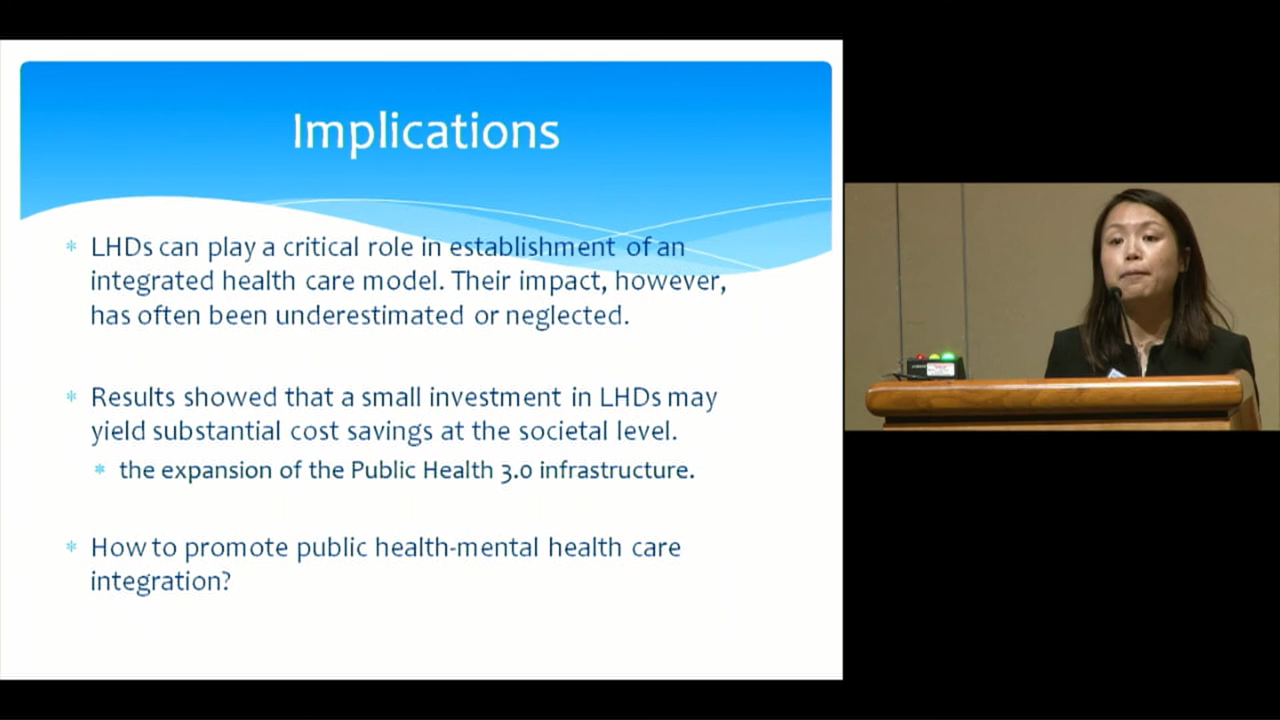 Implications
* LHDs can play a critical role in establishment of an
integrated health care model. Their impact, however,
has often been underestimated or neglected.
* Results showed that a small investment in LHDs may
yield substantial cost savings at the societal level.
* the expansion of the Public Health 3.0 infrastructure.
* How to promote public health-mental health care
integration?